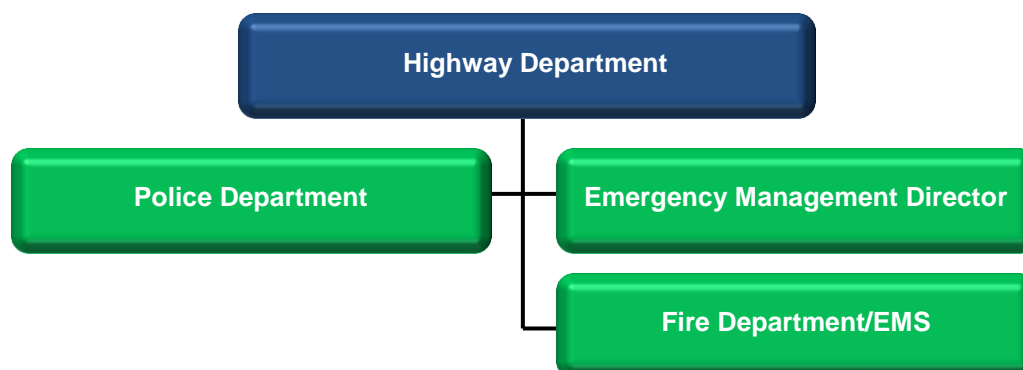 Highway Department
Police Department
Emergency Management Director
Fire Department/EMS